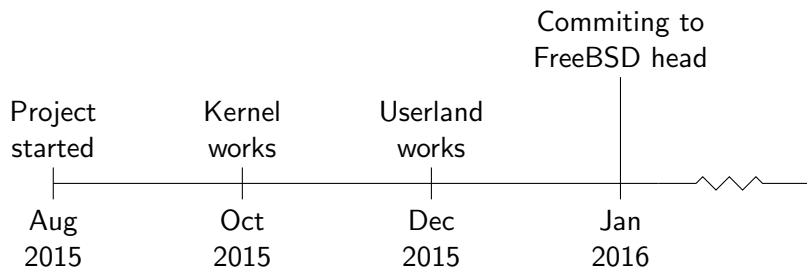 Commiting to
FreeBSD head
Project
started
Kernel
works
Userland
works
Aug
2015
Oct
2015
Dec
2015
Jan
2016